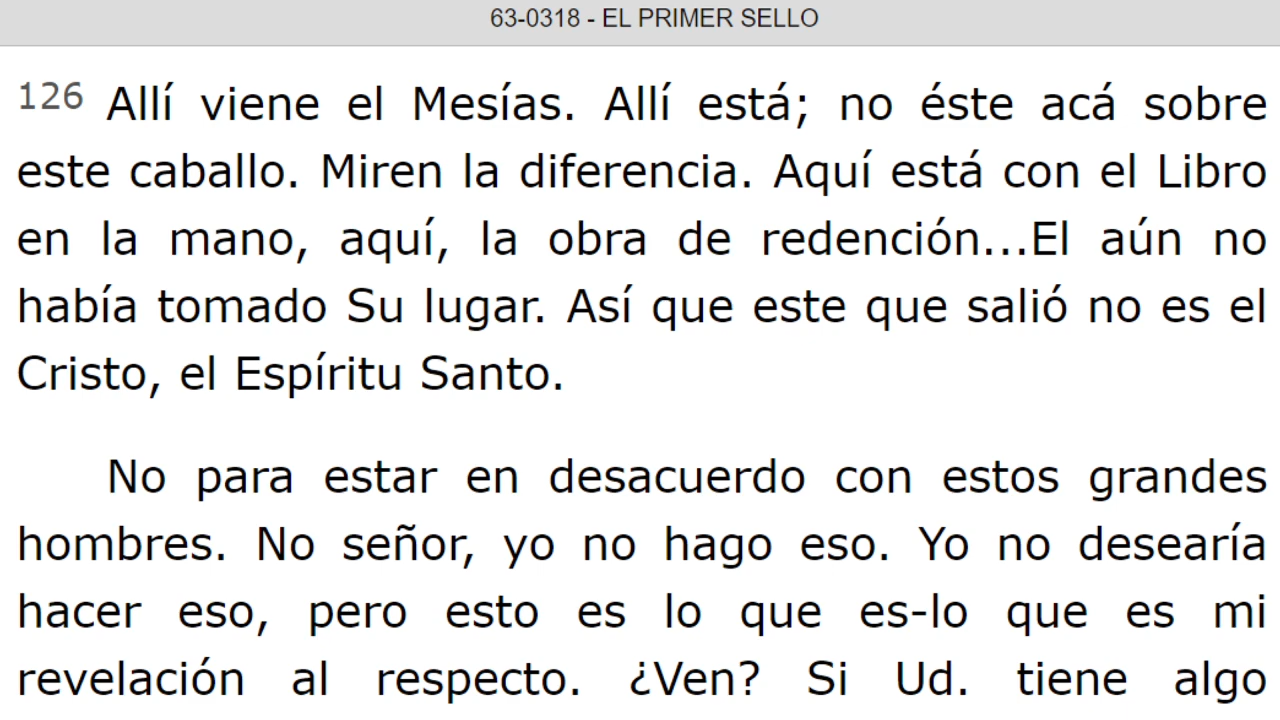 63-0318 - EL PRIMER SELLO
126 Allí viene el Mesías. Allí está; no éste acá sobre
este caballo. Miren la diferencia. Aquí está con el Libro
en la mano, aquí, la obra de redención...El aún no
había tomado Su lugar. Así que este que salió no es el
Cristo, el Espíritu Santo.
No para estar en desacuerdo con estos grandes
hombres. No señor, yo no hago eso. Yo no desearía
hacer eso, pero esto es lo que es-lo que es mi
revelación al respecto. ¿Ven? Si Ud. tiene algo